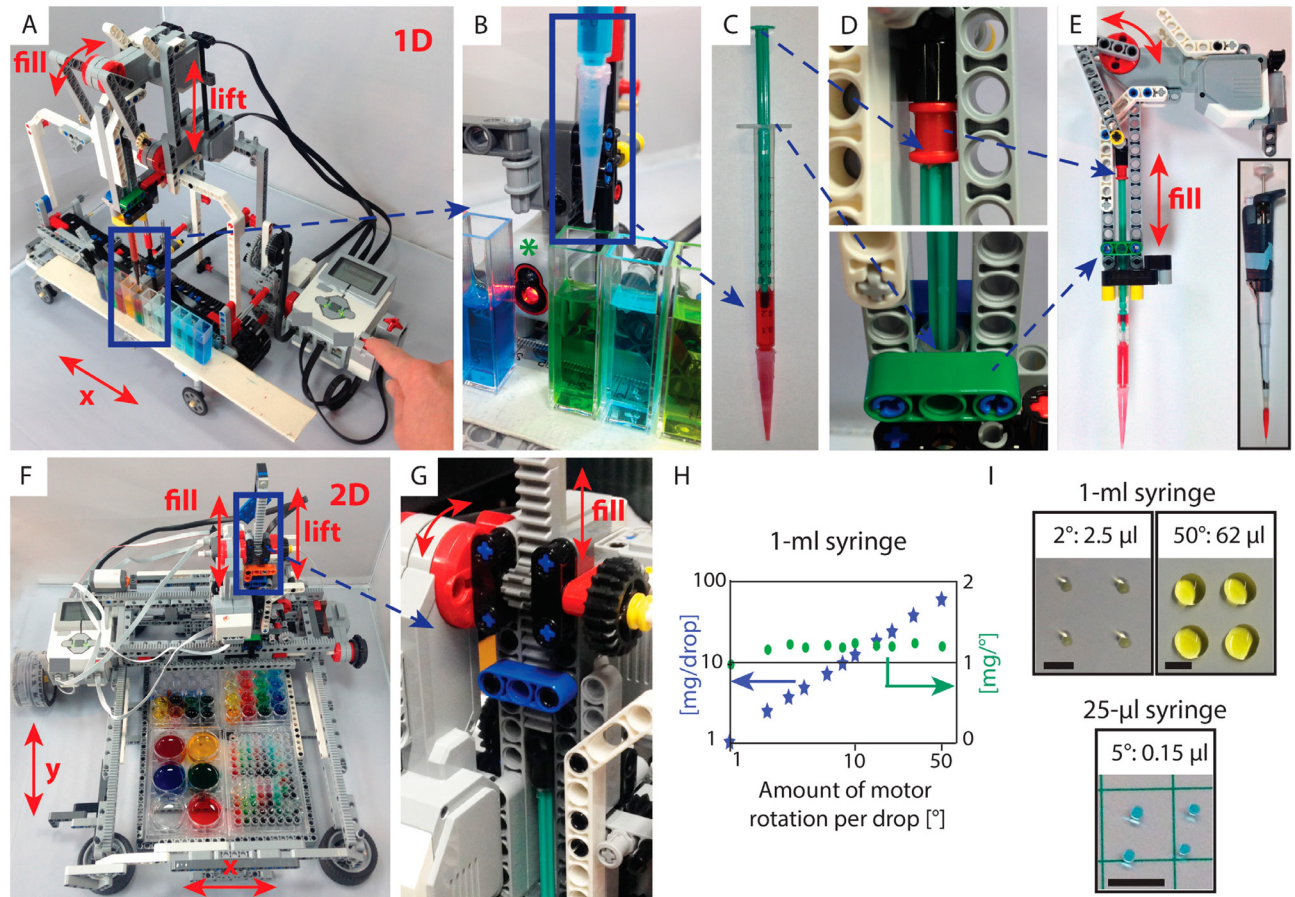 A
1D
fill
lift
x
B
*
C
D
E
fill
F
2D
fill
lift
y
x
G
fill
H
1-ml syringe
100
10
1
[mg/drop]
2
1
0
[mg/°]
1
10
50
Amount of motor
rotation per drop [°]
I
1-ml syringe
2°: 2.5 µl
50°: 62 µl
25-µl syringe
5°: 0.15 µl